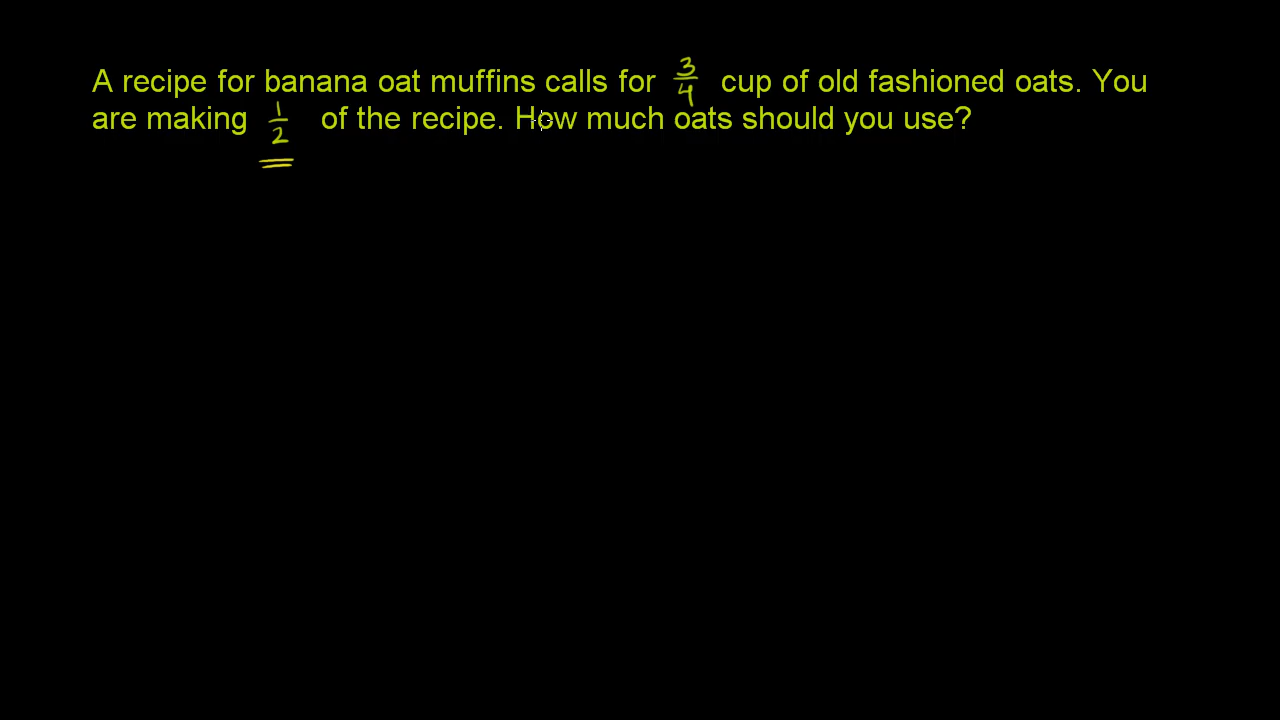 A recipe for banana oat muffins calls for 3/4 cup of old fashioned oats. You
are making 1/2 of the recipe. How much oats should you use?